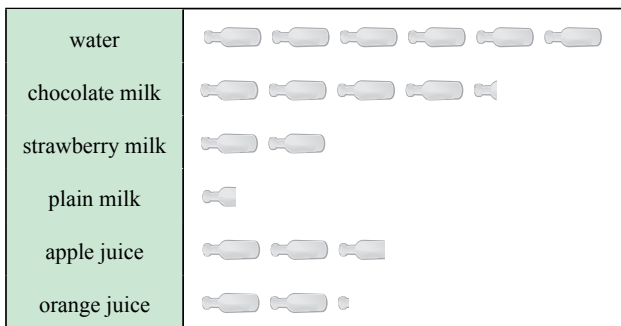 water
chocolate milk
strawberry milk
plain milk
apple juice
orange juice